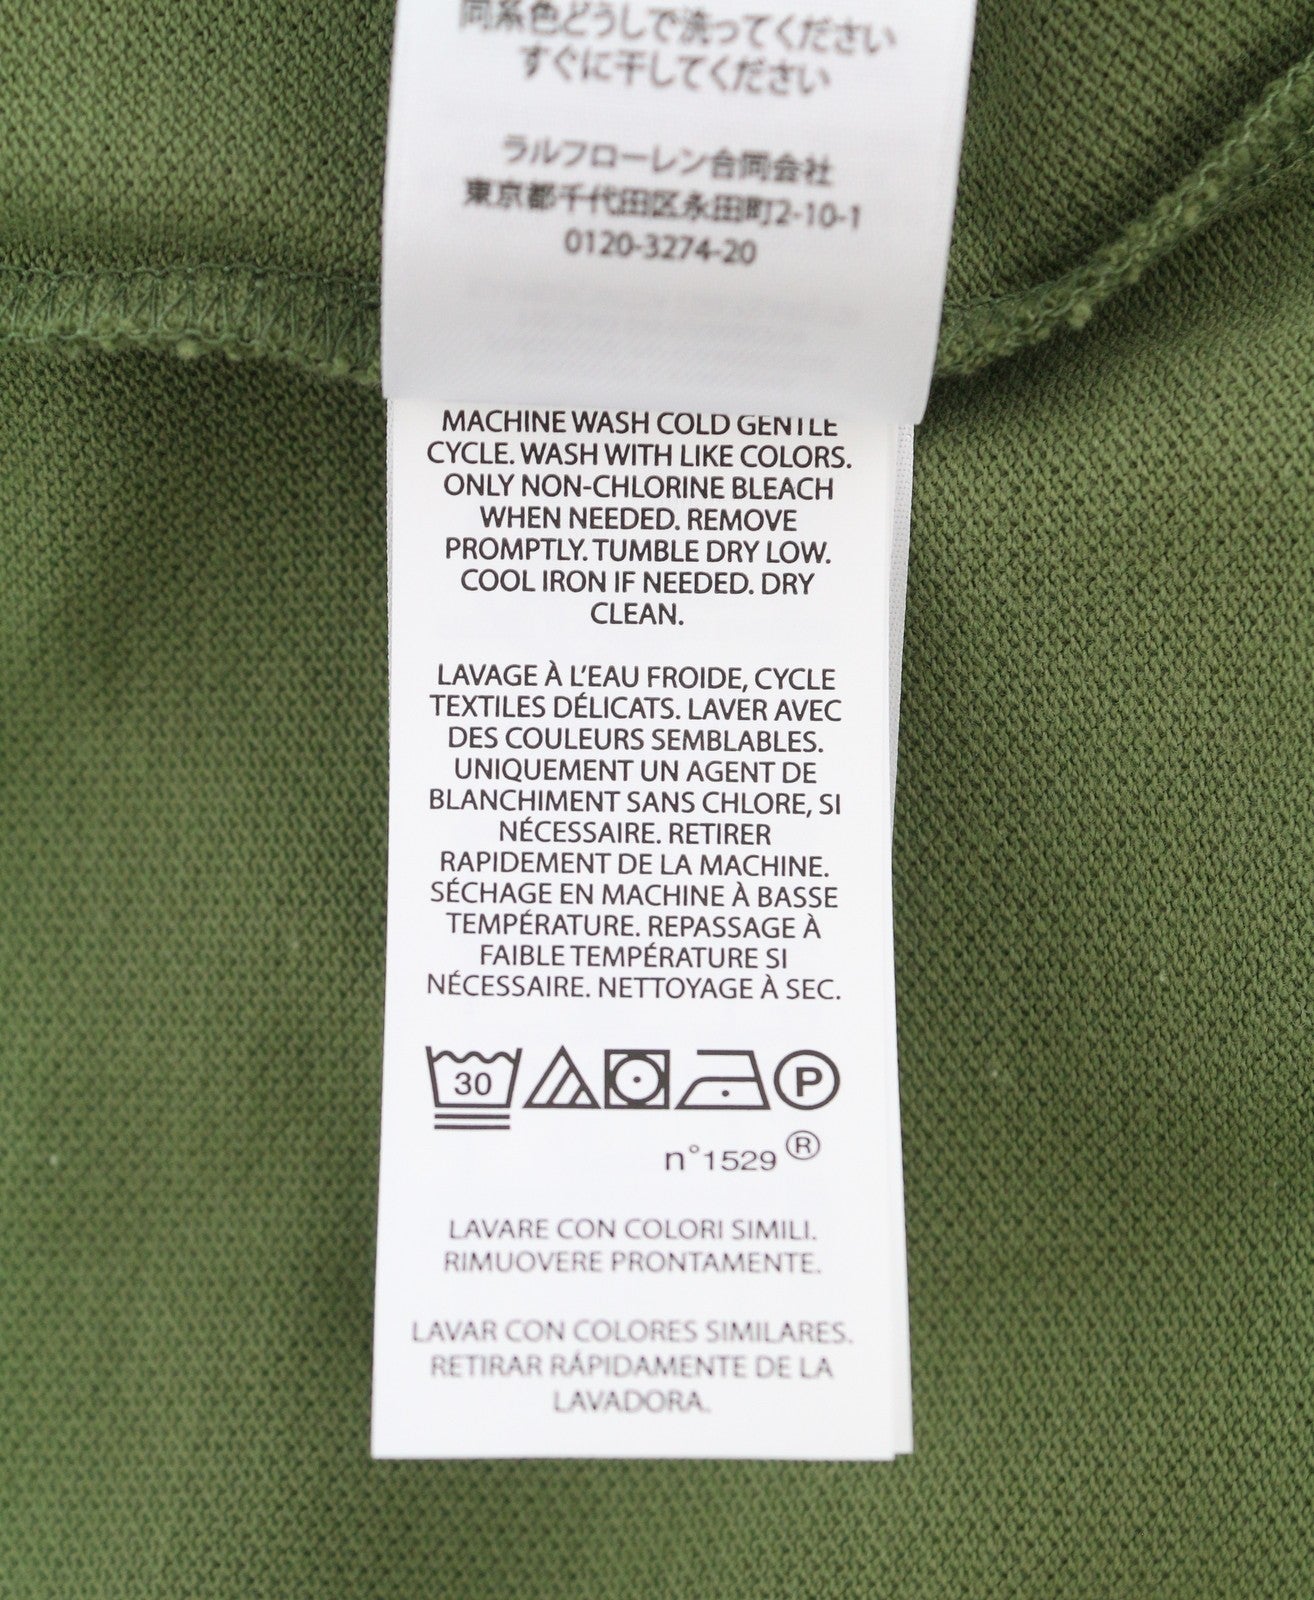 同系色どうしで洗ってください
すぐに干してください
ラルフローレン合同会社
東京都千代田区永田町2-10-1
0120-3274-20
MACHINE WASH COLD GENTLE
CYCLE. WASH WITH LIKE COLORS.
ONLY NON-CHLORINE BLEACH
WHEN NEEDED. REMOVE
PROMPTLY. TUMBLE DRY LOW.
COOL IRON IF NEEDED. DRY
CLEAN.
LAVAGE À L'EAU FROIDE, CYCLE
TEXTILES DÉLICATS. LAVER AVEC
DES COULEURS SEMBLABLES.
UNIQUEMENT UN AGENT DE
BLANCHIMENT SANS CHLORE, SI
NÉCESSAIRE. RETIRER
RAPIDEMENT DE LA MACHINE.
SÉCHAGE EN MACHINE À BASSE
TEMPÉRATURE. REPASSAGE À
FAIBLE TEMPÉRATURE SI
NÉCESSAIRE. NETTOYAGE À SEC.
30 P
n°1529®
LAVARE CON COLORI SIMILI.
RIMUOVERE PRONTAMENTE.
LAVAR CON COLORES SIMILARES.
RETIRAR RÁPIDAMENTE DE LA
LAVADORA.